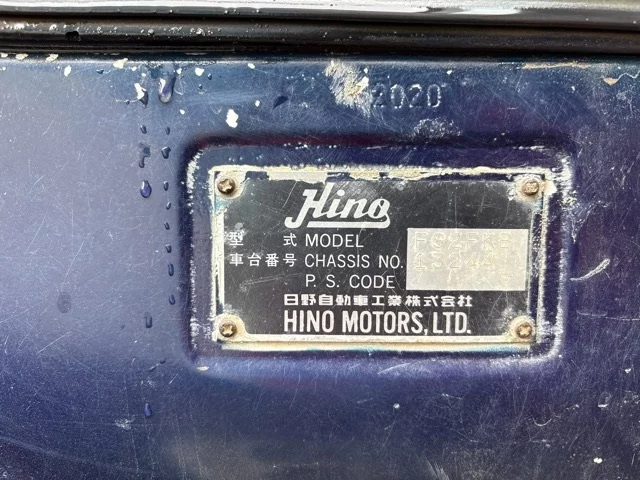 2020
Hino
型式 MODEL
車台番号 CHASSIS NO.
P. S. CODE
日野自動車工業株式会社
HINO MOTORS, LTD.